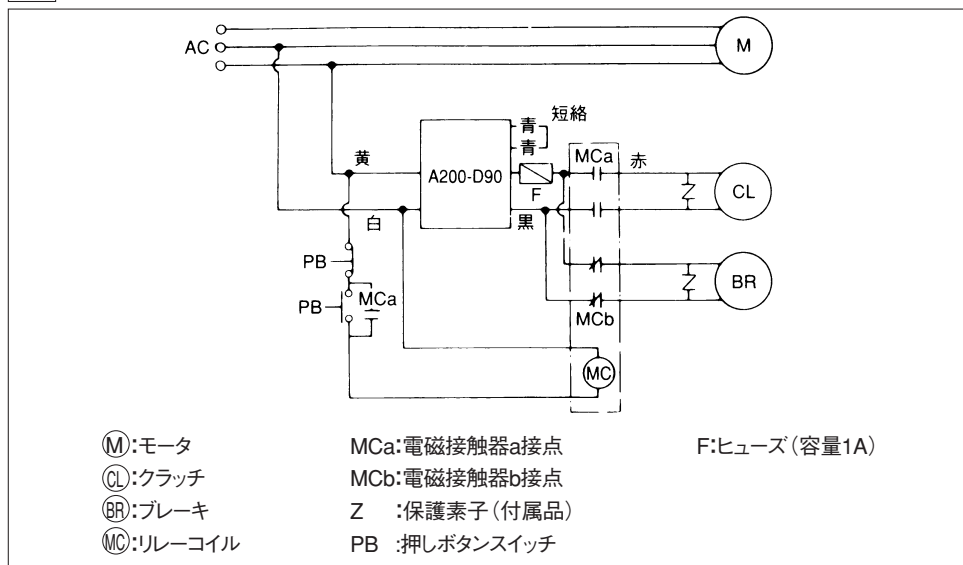 AC
M
短絡
青
青
黄
A200-D90
MCa
赤
F
CL
白
黒
PB
BR
PB
MCa
MCb
MC
Ⓜ:モータ
MCa:電磁接触器a接点
F:ヒューズ(容量1A)
CL:クラッチ
MCb:電磁接触器b接点
BR:ブレーキ
Z :保護素子(付属品)
MC:リレーコイル
PB :押しボタンスイッチ